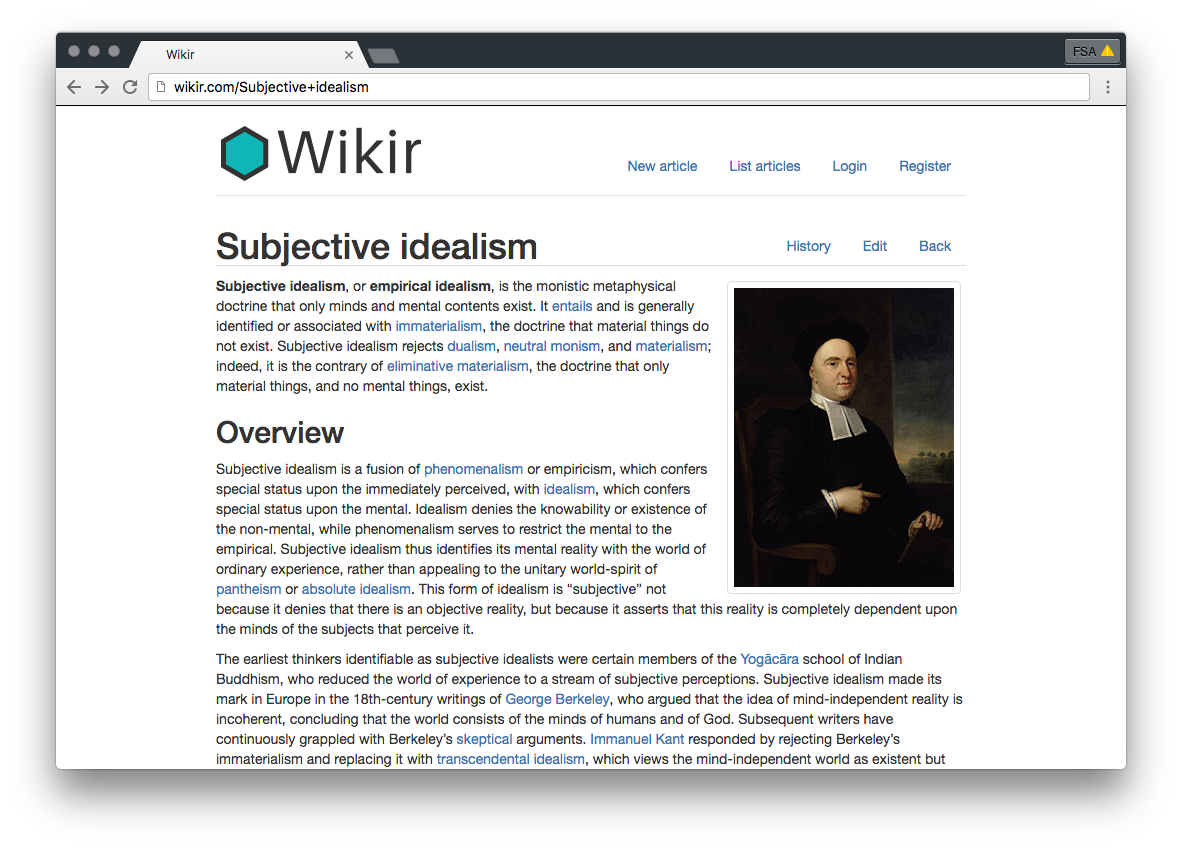 Wikir
FSA
wikir.com/Subjective+idealism
Wikir
New article List articles Login Register
Subjective idealism
History Edit Back
Subjective idealism, or empirical idealism, is the monistic metaphysical
doctrine that only minds and mental contents exist. It entails and is generally
identified or associated with immaterialism, the doctrine that material things do
not exist. Subjective idealism rejects dualism, neutral monism, and materialism;
indeed, it is the contrary of eliminative materialism, the doctrine that only
material things, and no mental things, exist.
Overview
Subjective idealism is a fusion of phenomenalism or empiricism, which confers
special status upon the immediately perceived, with idealism, which confers
special status upon the mental. Idealism denies the knowability or existence of
the non-mental, while phenomenalism serves to restrict the mental to the
empirical. Subjective idealism thus identifies its mental reality with the world of
ordinary experience, rather than appealing to the unitary world-spirit of
pantheism or absolute idealism. This form of idealism is “subjective” not
because it denies that there is an objective reality, but because it asserts that this reality is completely dependent upon
the minds of the subjects that perceive it.
The earliest thinkers identifiable as subjective idealists were certain members of the Yogācāra school of Indian
Buddhism, who reduced the world of experience to a stream of subjective perceptions. Subjective idealism made its
mark in Europe in the 18th-century writings of George Berkeley, who argued that the idea of mind-independent reality is
incoherent, concluding that the world consists of the minds of humans and of God. Subsequent writers have
continuously grappled with Berkeley’s skeptical arguments. Immanuel Kant responded by rejecting Berkeley’s
immaterialism and replacing it with transcendental idealism, which views the mind-independent world as existent but